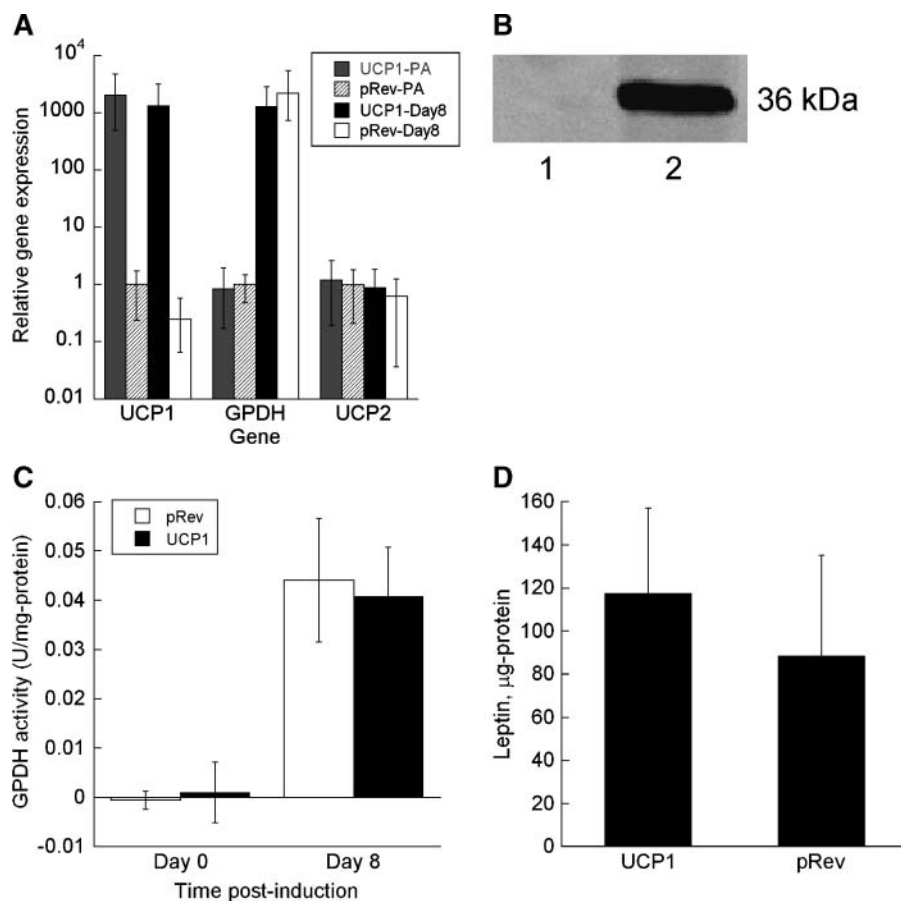 A
Relative gene expression
10^4
1000
100
10
1
0.1
0.01
UCP1-PA
pRev-PA
UCP1-Day8
pRev-Day8
UCP1
GPDH
UCP2
Gene
B
36 kDa
1
2
C
GPDH activity (U/mg-protein)
0.06
0.05
0.04
0.03
0.02
0.01
0
-0.01
pRev
UCP1
Day 0
Day 8
Time post-induction
D
Leptin, μg-protein
160
140
120
100
80
60
40
20
0
UCP1
pRev